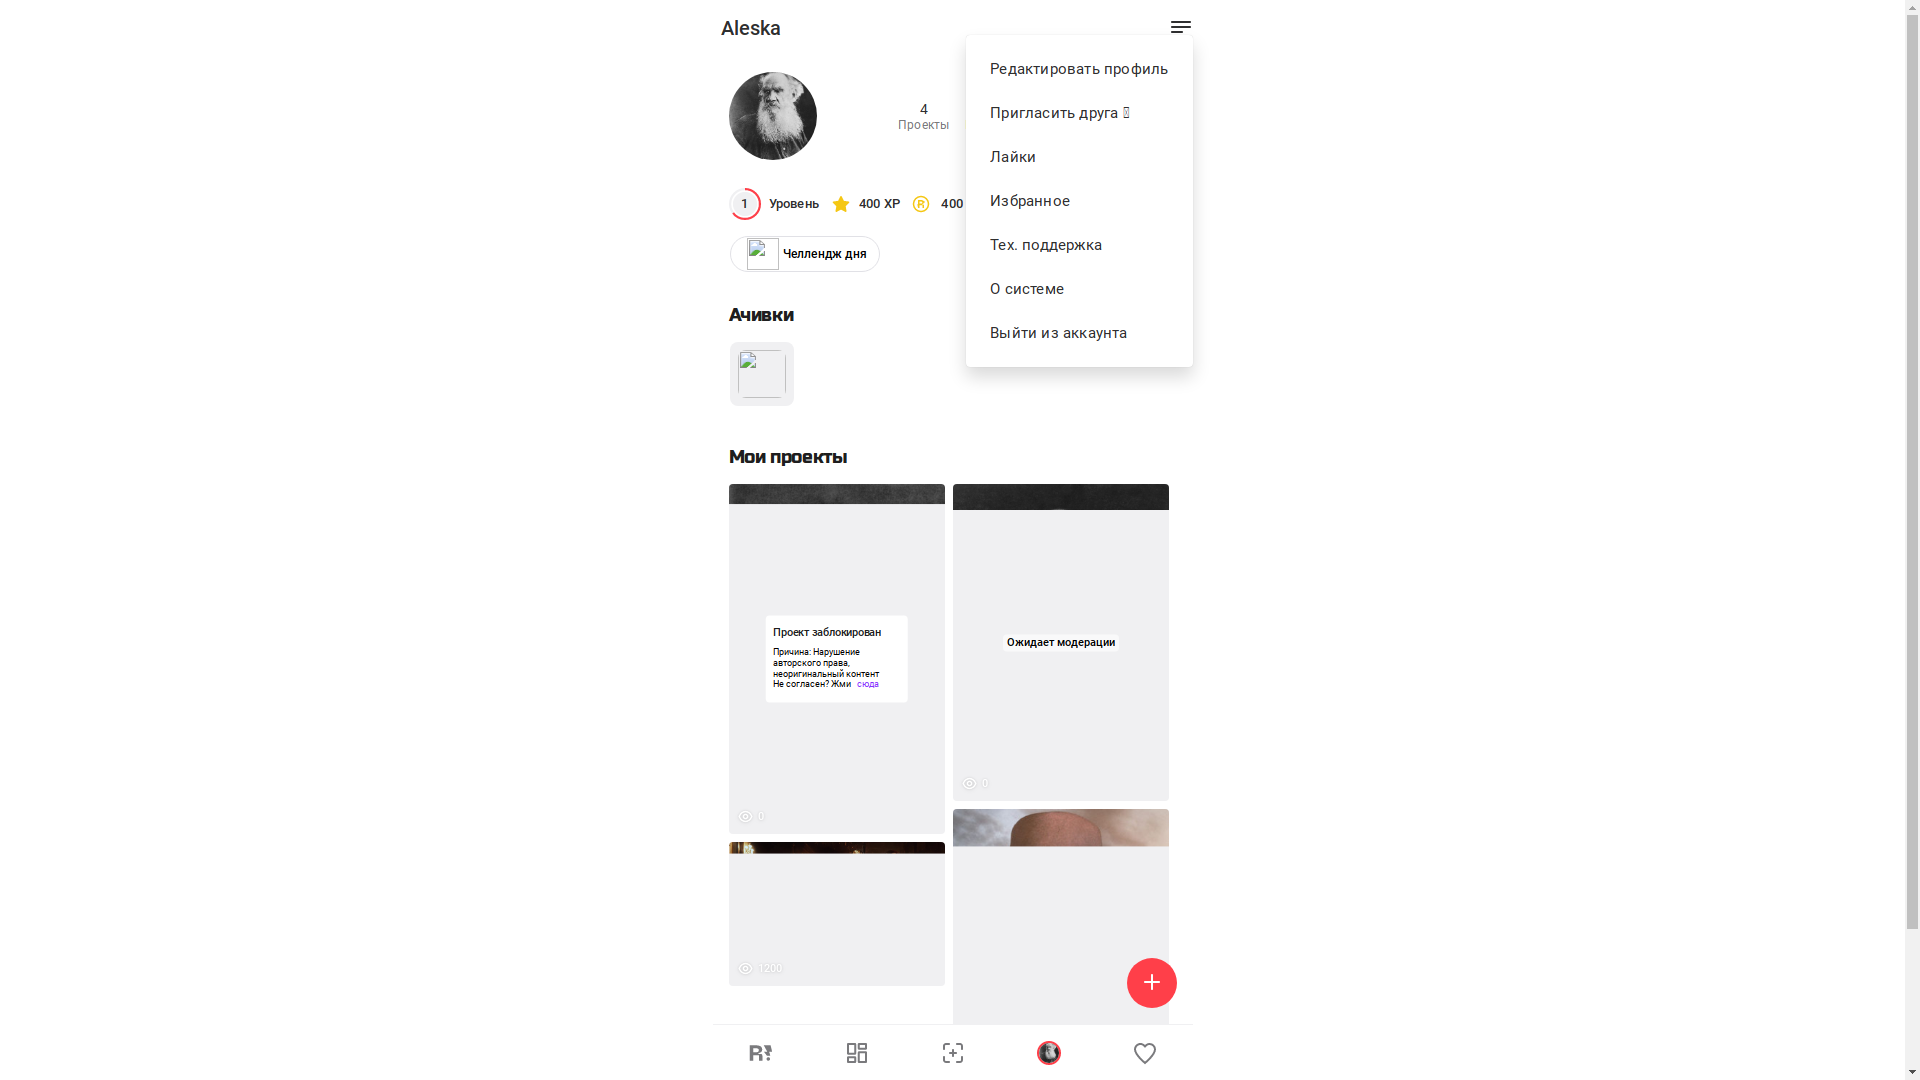 Aleska
4
Проекты
1
Уровень
400 XP
400
Челлендж дня
Редактировать профиль
Пригласить друга
Лайки
Избранное
Тех. поддержка
О системе
Выйти из аккаунта
Ачивки
Мои проекты
Проект заблокирован
Причина: Нарушение
авторского права,
неоригинальный контент
Не согласен? Жми сюда
0
Ожидает модерации
0
1200
R